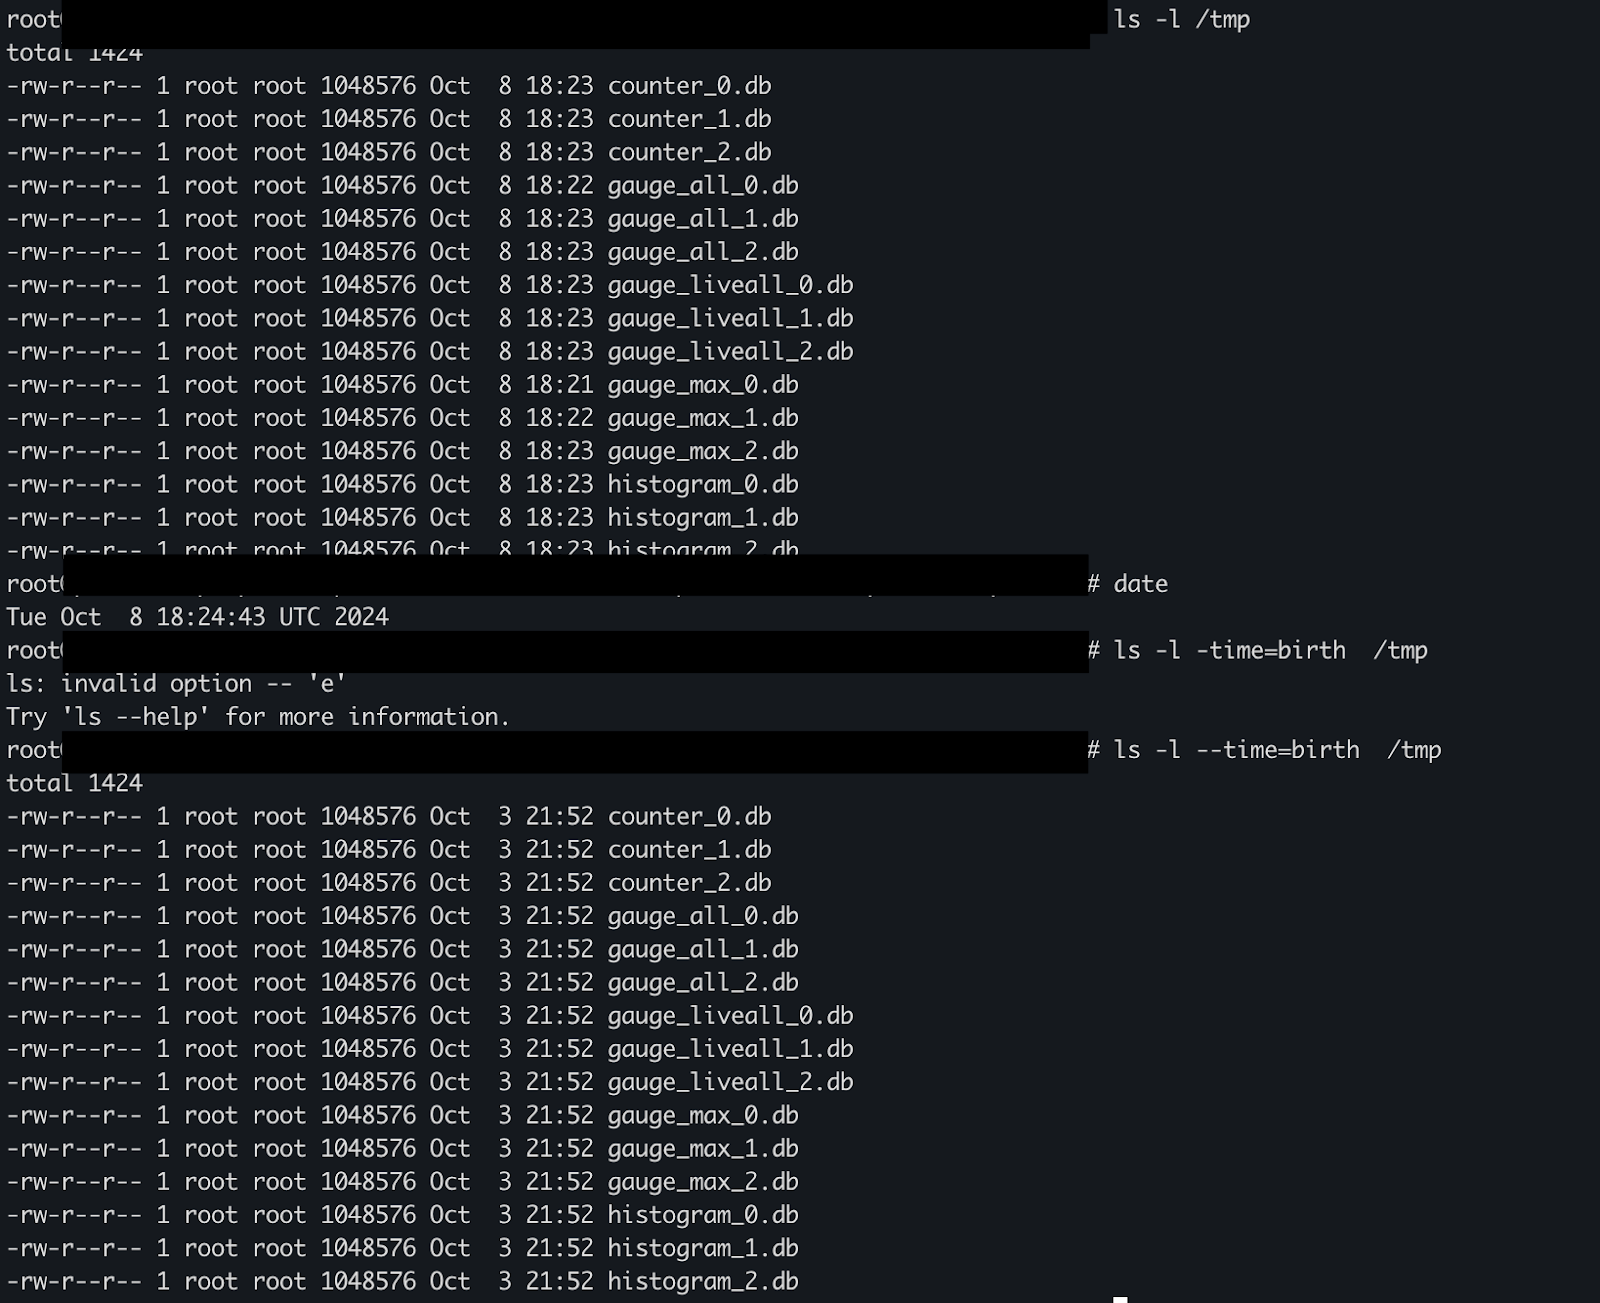 root ls -l /tmp
total 1424
-rw-r--r-- 1 root root 1048576 Oct  8 18:23 counter_0.db
-rw-r--r-- 1 root root 1048576 Oct  8 18:23 counter_1.db
-rw-r--r-- 1 root root 1048576 Oct  8 18:23 counter_2.db
-rw-r--r-- 1 root root 1048576 Oct  8 18:22 gauge_all_0.db
-rw-r--r-- 1 root root 1048576 Oct  8 18:23 gauge_all_1.db
-rw-r--r-- 1 root root 1048576 Oct  8 18:23 gauge_all_2.db
-rw-r--r-- 1 root root 1048576 Oct  8 18:23 gauge_liveall_0.db
-rw-r--r-- 1 root root 1048576 Oct  8 18:23 gauge_liveall_1.db
-rw-r--r-- 1 root root 1048576 Oct  8 18:23 gauge_liveall_2.db
-rw-r--r-- 1 root root 1048576 Oct  8 18:21 gauge_max_0.db
-rw-r--r-- 1 root root 1048576 Oct  8 18:22 gauge_max_1.db
-rw-r--r-- 1 root root 1048576 Oct  8 18:23 gauge_max_2.db
-rw-r--r-- 1 root root 1048576 Oct  8 18:23 histogram_0.db
-rw-r--r-- 1 root root 1048576 Oct  8 18:23 histogram_1.db
-rw-r--r-- 1 root root 1048576 Oct  8 18:23 histogram_2.db
root # date
Tue Oct  8 18:24:43 UTC 2024
root # ls -l -time=birth  /tmp
ls: invalid option -- 'e'
Try 'ls --help' for more information.
root # ls -l --time=birth  /tmp
total 1424
-rw-r--r-- 1 root root 1048576 Oct  3 21:52 counter_0.db
-rw-r--r-- 1 root root 1048576 Oct  3 21:52 counter_1.db
-rw-r--r-- 1 root root 1048576 Oct  3 21:52 counter_2.db
-rw-r--r-- 1 root root 1048576 Oct  3 21:52 gauge_all_0.db
-rw-r--r-- 1 root root 1048576 Oct  3 21:52 gauge_all_1.db
-rw-r--r-- 1 root root 1048576 Oct  3 21:52 gauge_all_2.db
-rw-r--r-- 1 root root 1048576 Oct  3 21:52 gauge_liveall_0.db
-rw-r--r-- 1 root root 1048576 Oct  3 21:52 gauge_liveall_1.db
-rw-r--r-- 1 root root 1048576 Oct  3 21:52 gauge_liveall_2.db
-rw-r--r-- 1 root root 1048576 Oct  3 21:52 gauge_max_0.db
-rw-r--r-- 1 root root 1048576 Oct  3 21:52 gauge_max_1.db
-rw-r--r-- 1 root root 1048576 Oct  3 21:52 gauge_max_2.db
-rw-r--r-- 1 root root 1048576 Oct  3 21:52 histogram_0.db
-rw-r--r-- 1 root root 1048576 Oct  3 21:52 histogram_1.db
-rw-r--r-- 1 root root 1048576 Oct  3 21:52 histogram_2.db